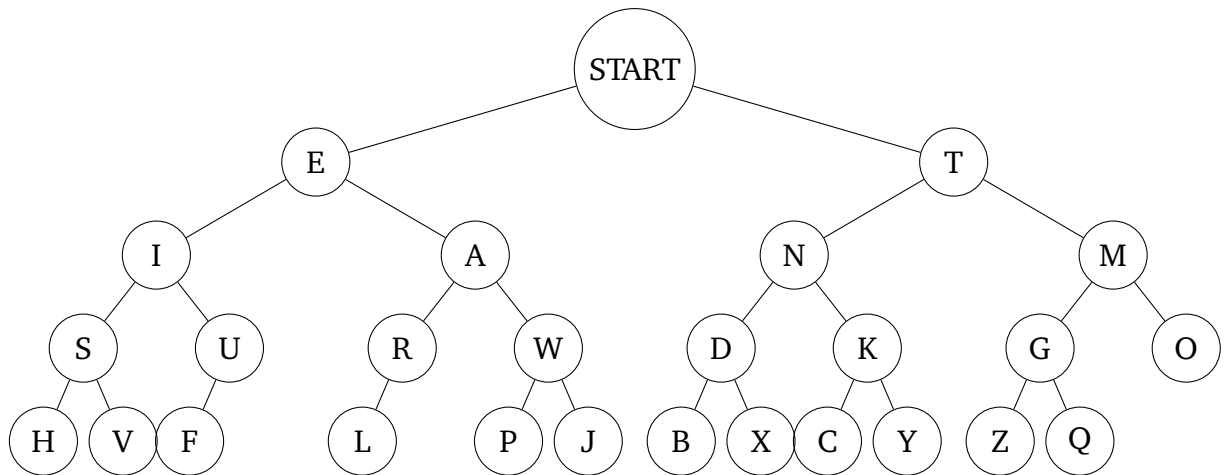 START
E T
I A N M
S U R W D K G O
H V F L P J B X C Y Z Q